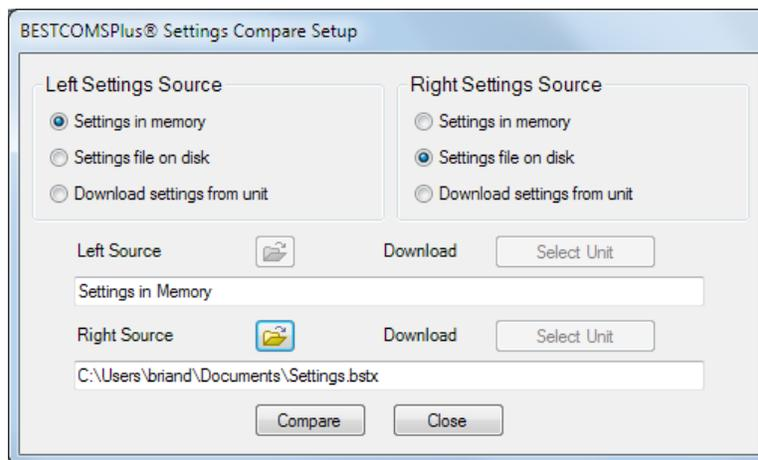 BESTCOMSPlus® Settings Compare Setup
Left Settings Source
Settings in memory
Settings file on disk
Download settings from unit
Right Settings Source
Settings in memory
Settings file on disk
Download settings from unit
Left Source Download Select Unit
Settings in Memory
Right Source Download Select Unit
C:\Users\briand\Documents\Settings.bstx
Compare Close